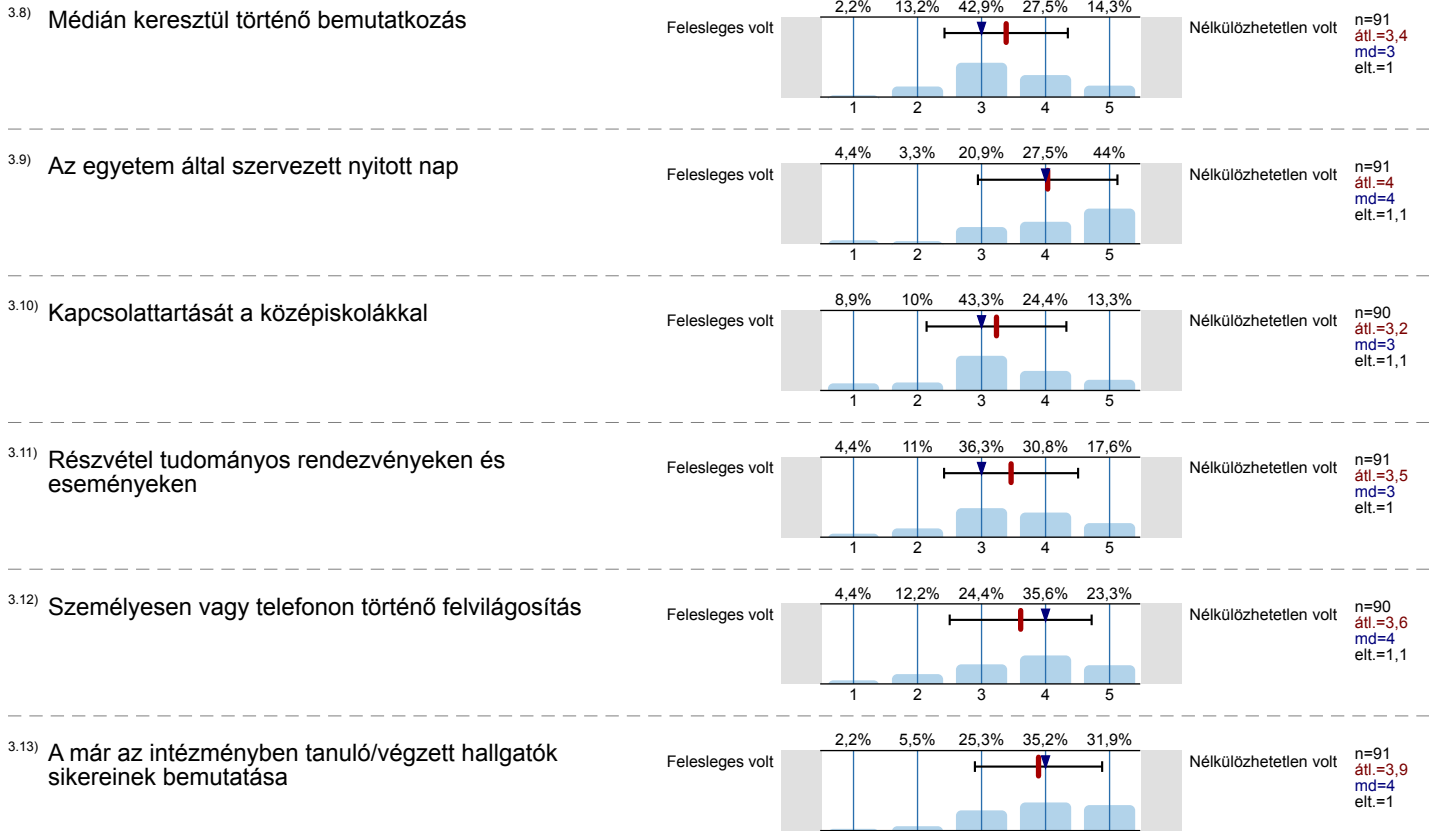 2,2% 13,2% 42,9% 27,5% 14,3%
3.8) Médián keresztül történő bemutatkozás
Felesleges volt
Nélkülözhetetlen volt
n=91
átl.=3,4
md=3
elt.=1
1 2 3 4 5
4,4% 3,3% 20,9% 27,5% 44%
3.9) Az egyetem által szervezett nyitott nap
Felesleges volt
Nélkülözhetetlen volt
n=91
átl.=4
md=4
elt.=1,1
1 2 3 4 5
8,9% 10% 43,3% 24,4% 13,3%
3.10) Kapcsolattartását a középiskolákkal
Felesleges volt
Nélkülözhetetlen volt
n=90
átl.=3,2
md=3
elt.=1,1
1 2 3 4 5
4,4% 11% 36,3% 30,8% 17,6%
3.11) Részvétel tudományos rendezvényeken és
eseményeken
Felesleges volt
Nélkülözhetetlen volt
n=91
átl.=3,5
md=3
elt.=1
1 2 3 4 5
4,4% 12,2% 24,4% 35,6% 23,3%
3.12) Személyesen vagy telefonon történő felvilágosítás
Felesleges volt
Nélkülözhetetlen volt
n=90
átl.=3,6
md=4
elt.=1,1
1 2 3 4 5
2,2% 5,5% 25,3% 35,2% 31,9%
3.13) A már az intézményben tanuló/végzett hallgatók
sikereinek bemutatása
Felesleges volt
Nélkülözhetetlen volt
n=91
átl.=3,9
md=4
elt.=1